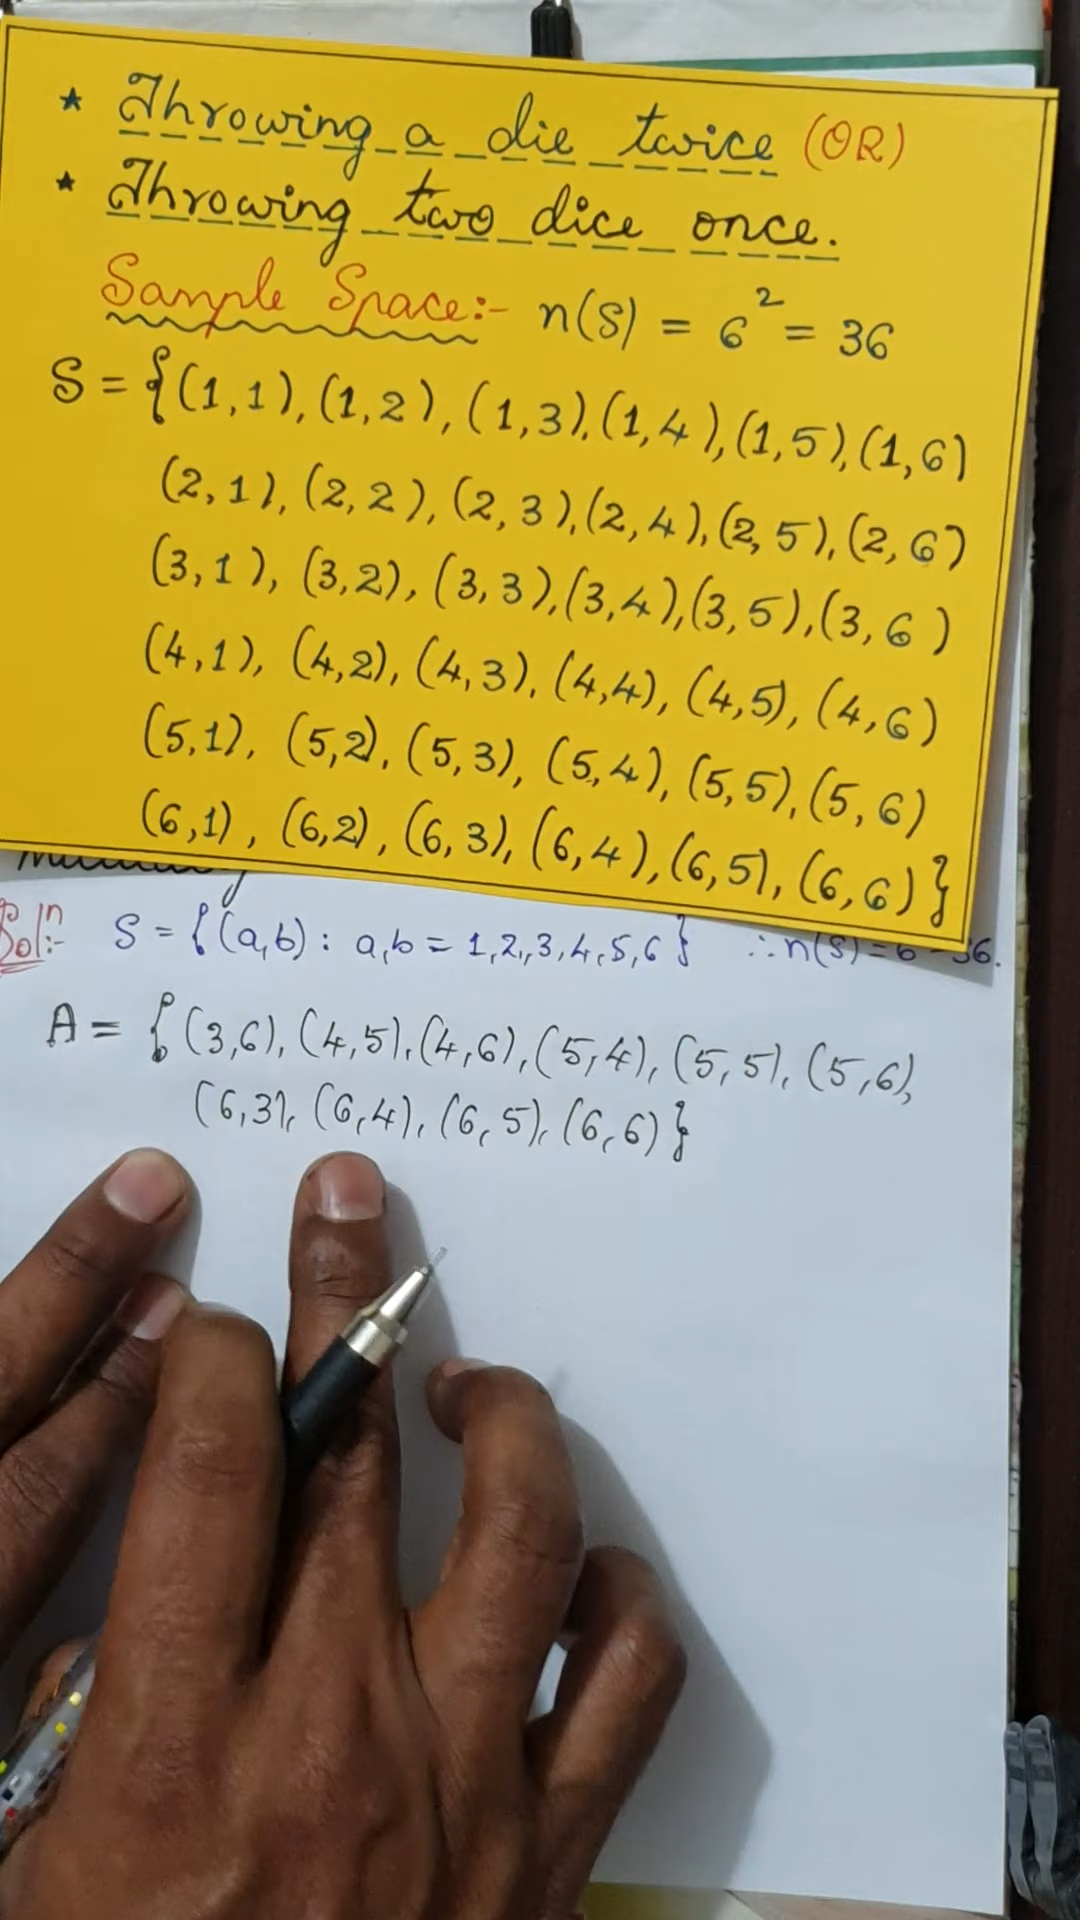 * Throwing a die twice (OR)
* Throwing two dice once.
Sample Space:- n(S) = 6² = 36
S = {(1,1), (1,2), (1,3), (1,4), (1,5), (1,6)
(2,1), (2,2), (2,3), (2,4), (2,5), (2,6)
(3,1), (3,2), (3,3), (3,4), (3,5), (3,6)
(4,1), (4,2), (4,3), (4,4), (4,5), (4,6)
(5,1), (5,2), (5,3), (5,4), (5,5), (5,6)
(6,1), (6,2), (6,3), (6,4), (6,5), (6,6)}
Solⁿ:- S = {(a,b) : a,b = 1,2,3,4,5,6} ∴ n(S) = 6 36.
A = {(3,6), (4,5), (4,6), (5,4), (5,5), (5,6),
(6,3), (6,4), (6,5), (6,6)}